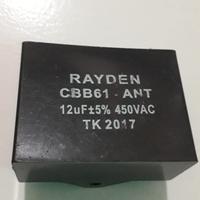 RAYDEN
CBB61 - ANT
12uF±5% 450VAC
TK 2017